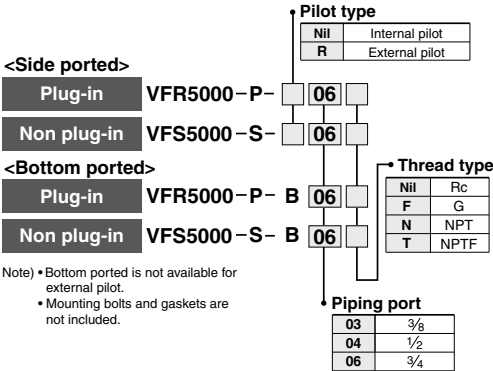 Pilot type
Nil Internal pilot
R External pilot
<Side ported>
Plug-in VFR5000-P- 06
Non plug-in VFS5000-S- 06
<Bottom ported>
Plug-in VFR5000-P- B 06
Non plug-in VFS5000-S- B 06
Thread type
Nil Rc
F G
N NPT
T NPTF
Note) • Bottom ported is not available for
external pilot.
• Mounting bolts and gaskets are
not included.
Piping port
03 3/8
04 1/2
06 3/4